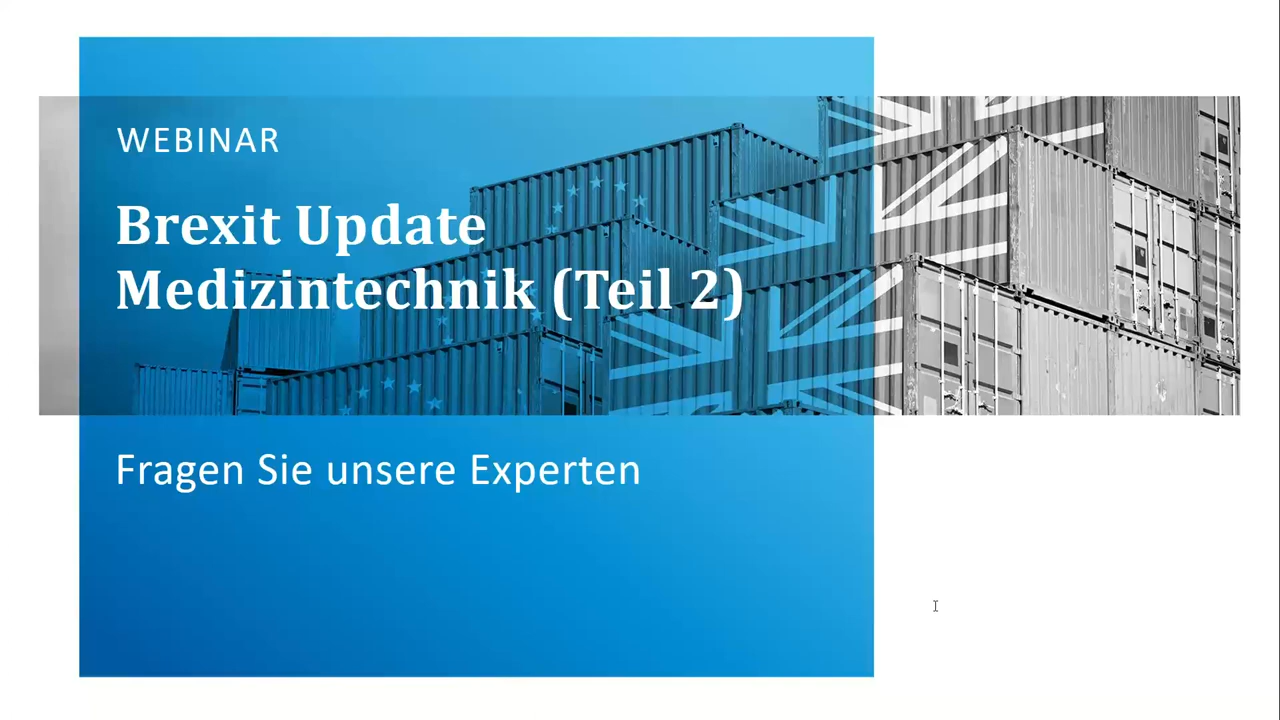 WEBINAR
Brexit Update
Medizintechnik (Teil 2)
Fragen Sie unsere Experten